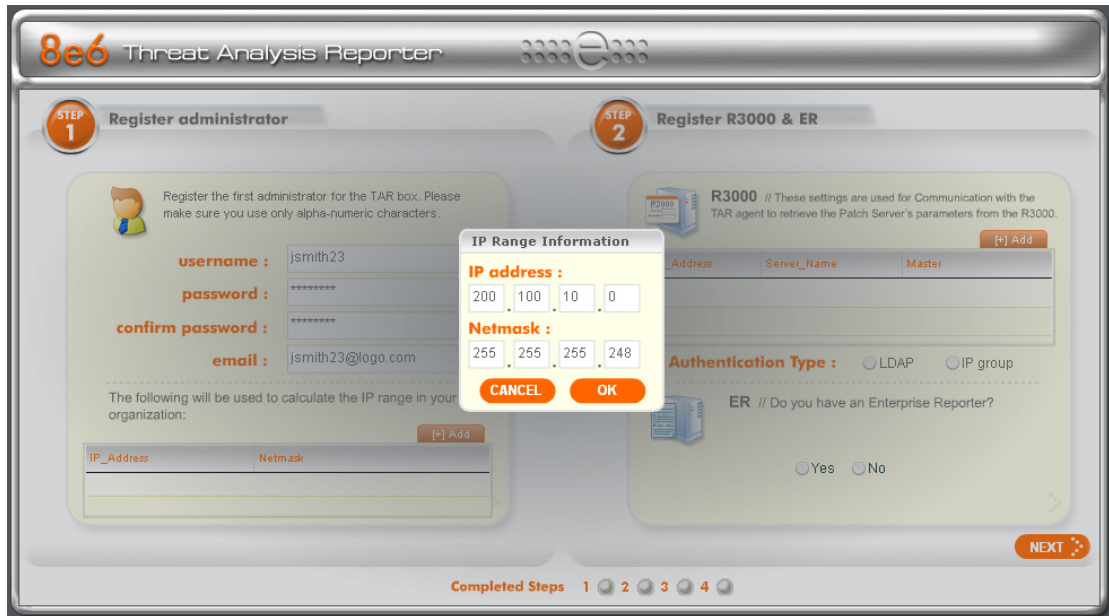 8e6 Threat Analysis Reporter
STEP 1
Register administrator
Register the first administrator for the TAR box. Please
make sure you use only alpha-numeric characters.
username : jsmith23
password : ********
confirm password : ********
email : jsmith23@logo.com
The following will be used to calculate the IP range in your
organization:
[+] Add
IP_Address Netmask
IP Range Information
IP address :
200 . 100 . 10 . 0
Netmask :
255 . 255 . 255 . 248
CANCEL OK
STEP 2
Register R3000 & ER
R3000
R3000 // These settings are used for Communication with the
TAR agent to retrieve the Patch Server's parameters from the R3000.
[+] Add
_Address Server_Name Master
Authentication Type : LDAP IP group
ER // Do you have an Enterprise Reporter?
Yes No
NEXT
Completed Steps 1 2 3 4